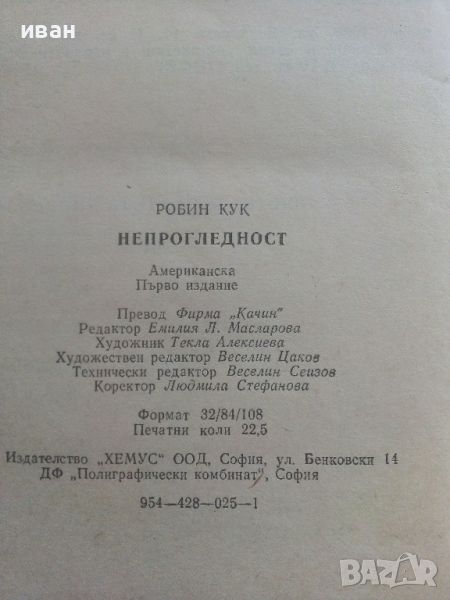 иван
РОБИН КУК
НЕПРОГЛЕДНОСТ
Американска
Първо издание
Превод Фирма „Качин“
Редактор Емилия Л. Масларова
Художник Текла Алексиева
Художествен редактор Веселин Цаков
Технически редактор Веселин Сеизов
Коректор Людмила Стефанова
Формат 32/84/108
Печатни коли 22,5
Издателство „ХЕМУС“ ООД, София, ул. Бенковски 14
ДФ „Полиграфически комбинат“, София
954—428—025—1
BAZAR